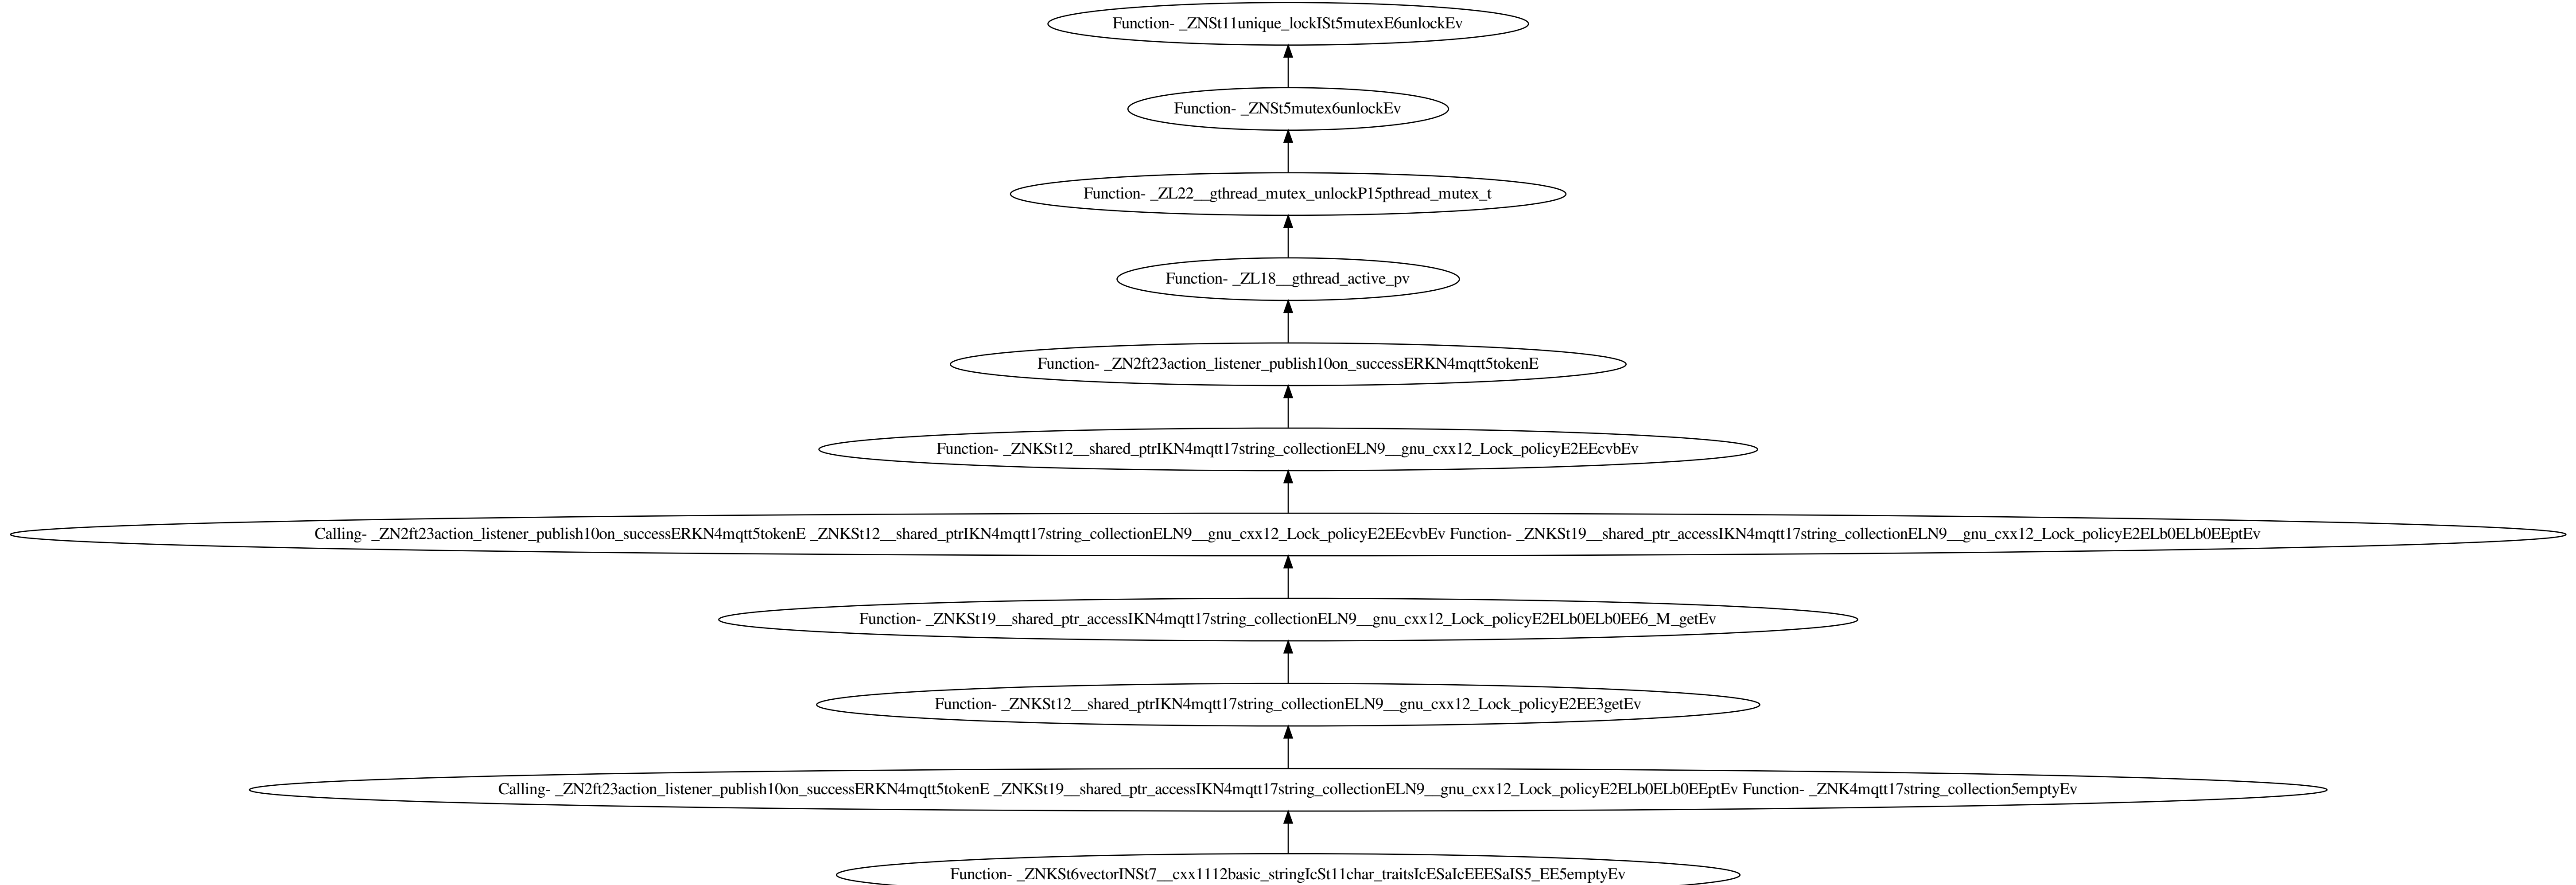 Function- _ZNSt11unique_lockISt5mutexE6unlockEv
Function- _ZNSt5mutex6unlockEv
Function- _ZL22__gthread_mutex_unlockP15pthread_mutex_t
Function- _ZL18__gthread_active_pv
Function- _ZN2ft23action_listener_publish10on_successERKN4mqtt5tokenE
Function- _ZNKSt12__shared_ptrIKN4mqtt17string_collectionELN9__gnu_cxx12_Lock_policyE2EEcvbEv
Calling- _ZN2ft23action_listener_publish10on_successERKN4mqtt5tokenE _ZNKSt12__shared_ptrIKN4mqtt17string_collectionELN9__gnu_cxx12_Lock_policyE2EEcvbEv Function- _ZNKSt19__shared_ptr_accessIKN4mqtt17string_collectionELN9__gnu_cxx12_Lock_policyE2ELb0ELb0EEptEv
Function- _ZNKSt19__shared_ptr_accessIKN4mqtt17string_collectionELN9__gnu_cxx12_Lock_policyE2ELb0ELb0EE6_M_getEv
Function- _ZNKSt12__shared_ptrIKN4mqtt17string_collectionELN9__gnu_cxx12_Lock_policyE2EE3getEv
Calling- _ZN2ft23action_listener_publish10on_successERKN4mqtt5tokenE _ZNKSt19__shared_ptr_accessIKN4mqtt17string_collectionELN9__gnu_cxx12_Lock_policyE2ELb0ELb0EEptEv Function- _ZNK4mqtt17string_collection5emptyEv
Function- _ZNKSt6vectorINSt7__cxx1112basic_stringIcSt11char_traitsIcESaIcEEESaIS5_EE5emptyEv